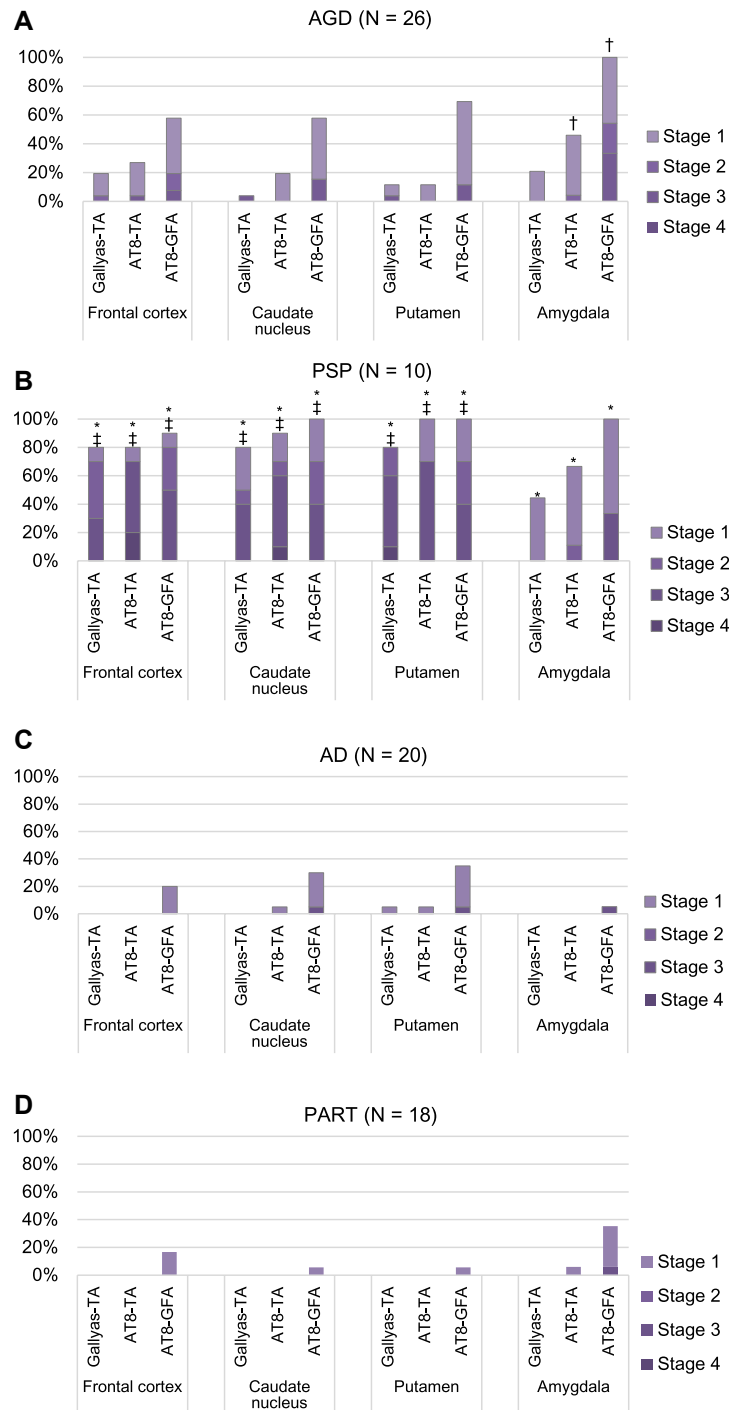 A
AGD (N = 26)
100%
80%
60%
40%
20%
0%
†
†
Gallyas-TA
AT8-TA
AT8-GFA
Gallyas-TA
AT8-TA
AT8-GFA
Gallyas-TA
AT8-TA
AT8-GFA
Gallyas-TA
AT8-TA
AT8-GFA
Frontal cortex
Caudate
nucleus
Putamen
Amygdala
Stage 1
Stage 2
Stage 3
Stage 4
B
PSP (N = 10)
100%
80%
60%
40%
20%
0%
*
‡
*
‡
*
‡
*
‡
*
‡
*
‡
*
‡
*
‡
*
‡
*
*
*
Gallyas-TA
AT8-TA
AT8-GFA
Gallyas-TA
AT8-TA
AT8-GFA
Gallyas-TA
AT8-TA
AT8-GFA
Gallyas-TA
AT8-TA
AT8-GFA
Frontal cortex
Caudate
nucleus
Putamen
Amygdala
Stage 1
Stage 2
Stage 3
Stage 4
C
AD (N = 20)
100%
80%
60%
40%
20%
0%
Gallyas-TA
AT8-TA
AT8-GFA
Gallyas-TA
AT8-TA
AT8-GFA
Gallyas-TA
AT8-TA
AT8-GFA
Gallyas-TA
AT8-TA
AT8-GFA
Frontal cortex
Caudate
nucleus
Putamen
Amygdala
Stage 1
Stage 2
Stage 3
Stage 4
D
PART (N = 18)
100%
80%
60%
40%
20%
0%
Gallyas-TA
AT8-TA
AT8-GFA
Gallyas-TA
AT8-TA
AT8-GFA
Gallyas-TA
AT8-TA
AT8-GFA
Gallyas-TA
AT8-TA
AT8-GFA
Frontal cortex
Caudate
nucleus
Putamen
Amygdala
Stage 1
Stage 2
Stage 3
Stage 4